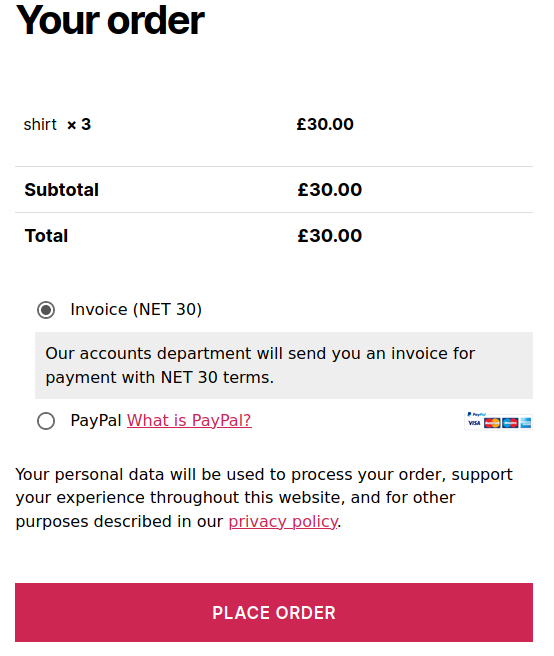 Your order
shirt × 3 £30.00
Subtotal £30.00
Total £30.00
Invoice (NET 30)
Our accounts department will send you an invoice for
payment with NET 30 terms.
PayPal What is PayPal?
PayPal
VISA
Your personal data will be used to process your order, support
your experience throughout this website, and for other
purposes described in our privacy policy.
PLACE ORDER